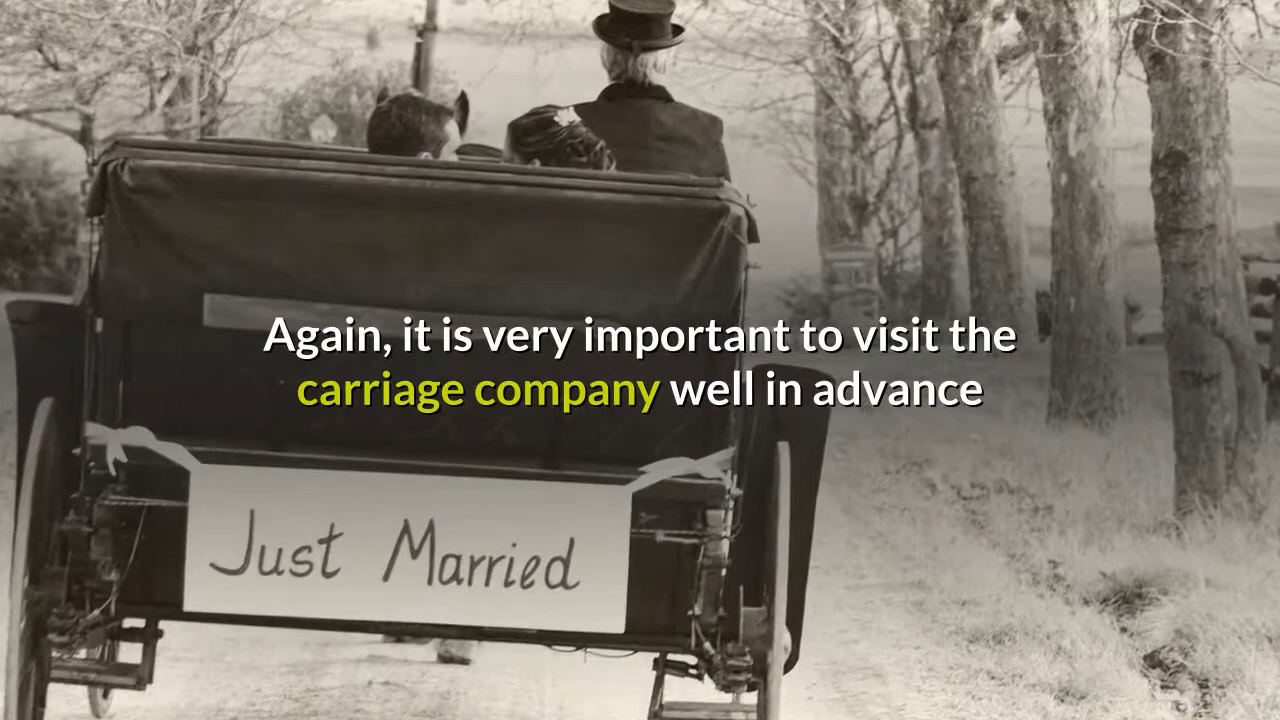 Again, it is very important to visit the
carriage company well in advance
Just Married